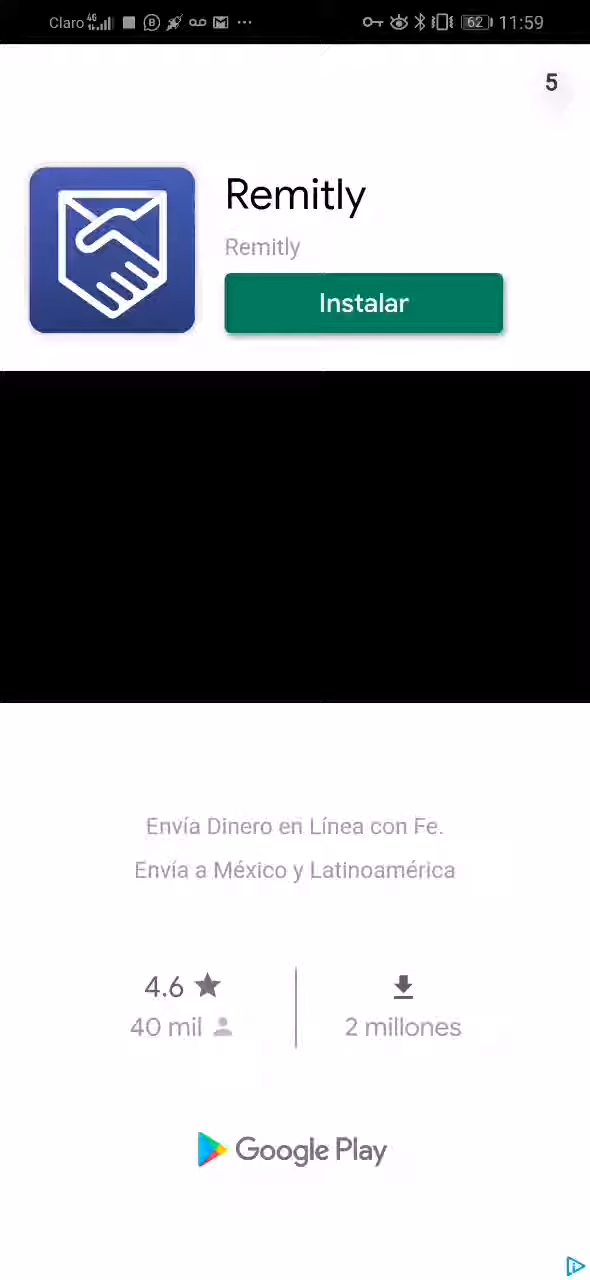 Claro 4G 62 11:59
5
Remitly
Remitly
Instalar
Envía Dinero en Línea con Fe.
Envía a México y Latinoamérica
4.6
40 mil
2 millones
Google Play